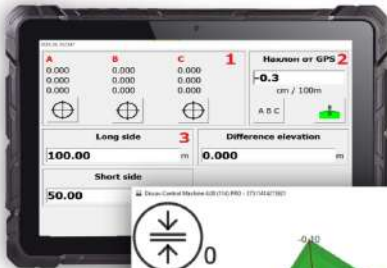 A B C 1
0.000 0.000 0.000
0.000 0.000 0.000
0.000 0.000 0.000
Наклон от GPS 2
-0.3
cm / 100m
A B C
Long side 3
100.00 m
Difference elevation
0.000 m
Short side
50.00
0